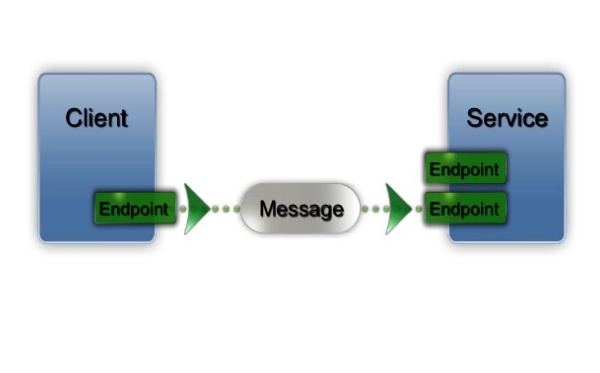 Client
Service
Endpoint
Endpoint
Message
Endpoint